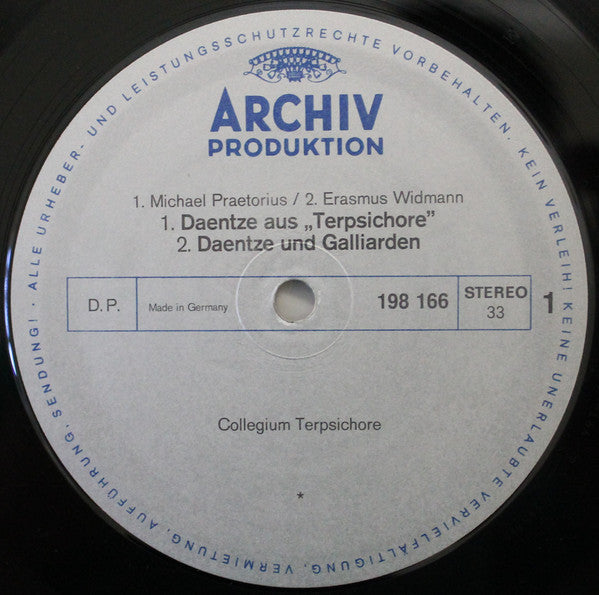 ALLE URHEBER- UND LEISTUNGSSCHUTZRECHTE VORBEHALTEN. KEIN VERLEIH! KEINE UNERLAUBTE VERVIELFÄLTIGUNG, VERMIETUNG, AUFFÜHRUNG, SENDUNG! ·
ARCHIV
PRODUKTION
1. Michael Praetorius / 2. Erasmus Widmann
1. Daentze aus „Terpsichore”
2. Daentze und Galliarden
D.P. Made in Germany 198 166 STEREO 1
33
Collegium Terpsichore
*